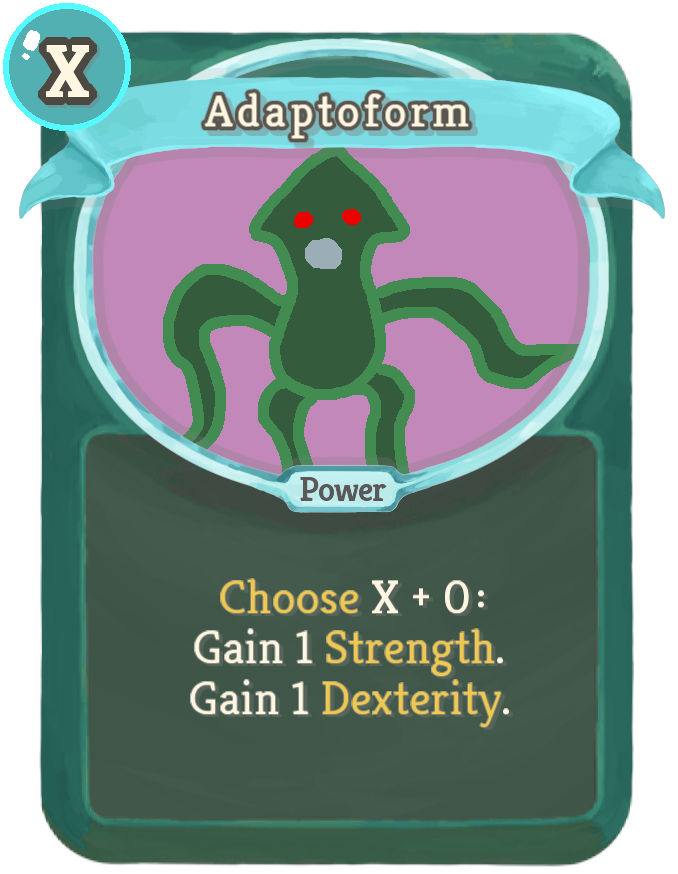 X
Adaptoform
Power
Choose X + 0:
Gain 1 Strength.
Gain 1 Dexterity.